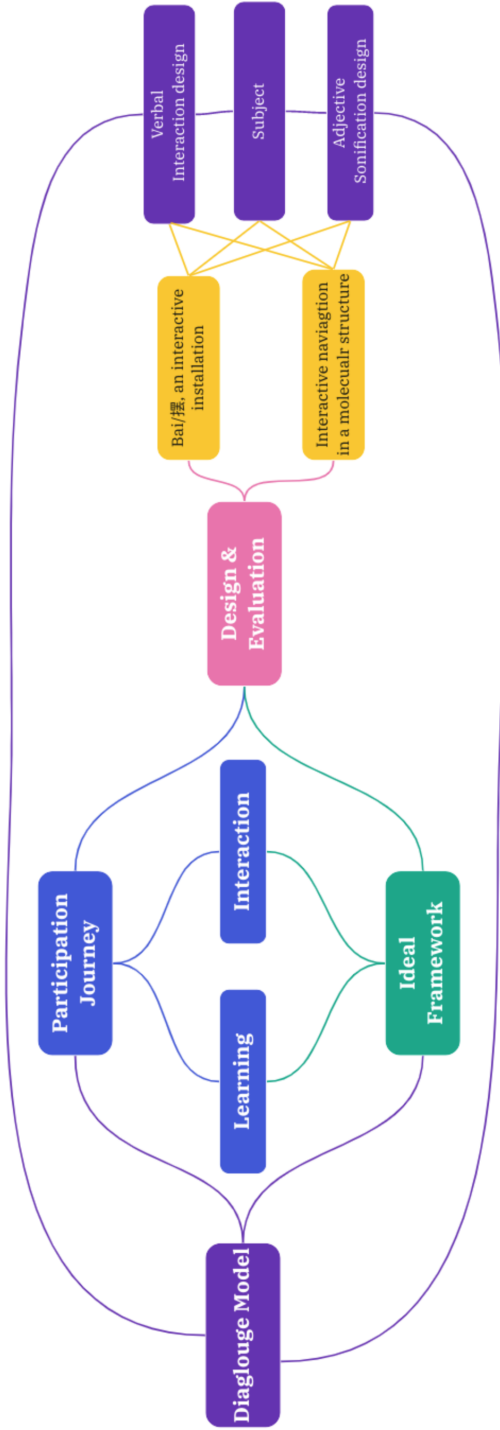 Diaglouge Model
Participation
Journey
Learning
Interaction
Ideal
Framework
Design &
Evaluation
Bai/摆, an interactive
installation
Interactive naviagtion
in a molecualr structure
Verbal
Interaction design
Subject
Adjective
Sonification design